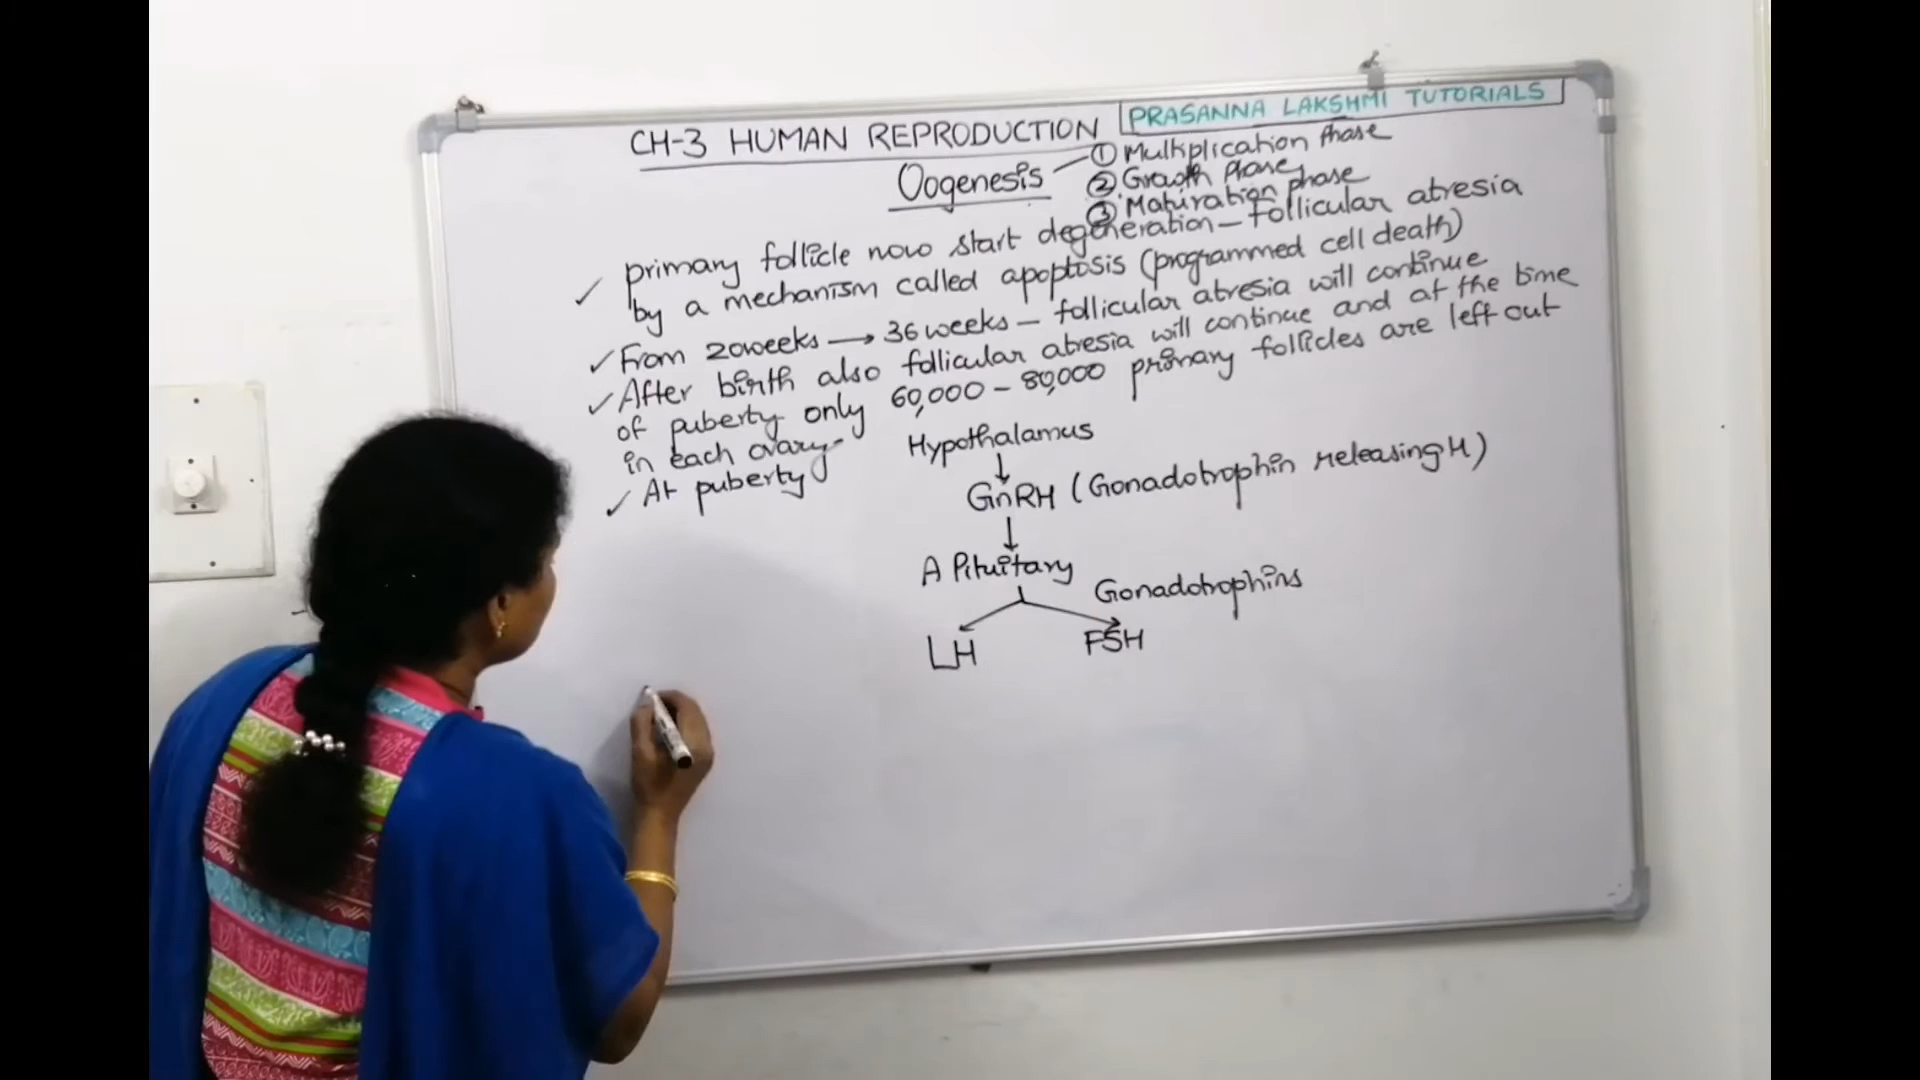 PRASANNA LAKSHMI TUTORIALS
CH-3 HUMAN REPRODUCTION
Oogenesis
① Multiplication phase
② Growth phase
③ Maturation phase
✓ primary follicle now start degeneration – follicular atresia
by a mechanism called apoptosis (programmed cell death)
✓ From 20weeks → 36 weeks – follicular atresia will continue
✓ After birth also follicular atresia will continue and at the time
of puberty only 60,000 – 80,000 primary follicles are left out
in each ovary
✓ At puberty
Hypothalamus
↓
GnRH (Gonadotrophin releasing H)
↓
A Pituitary
Gonadotrophins
LH FSH